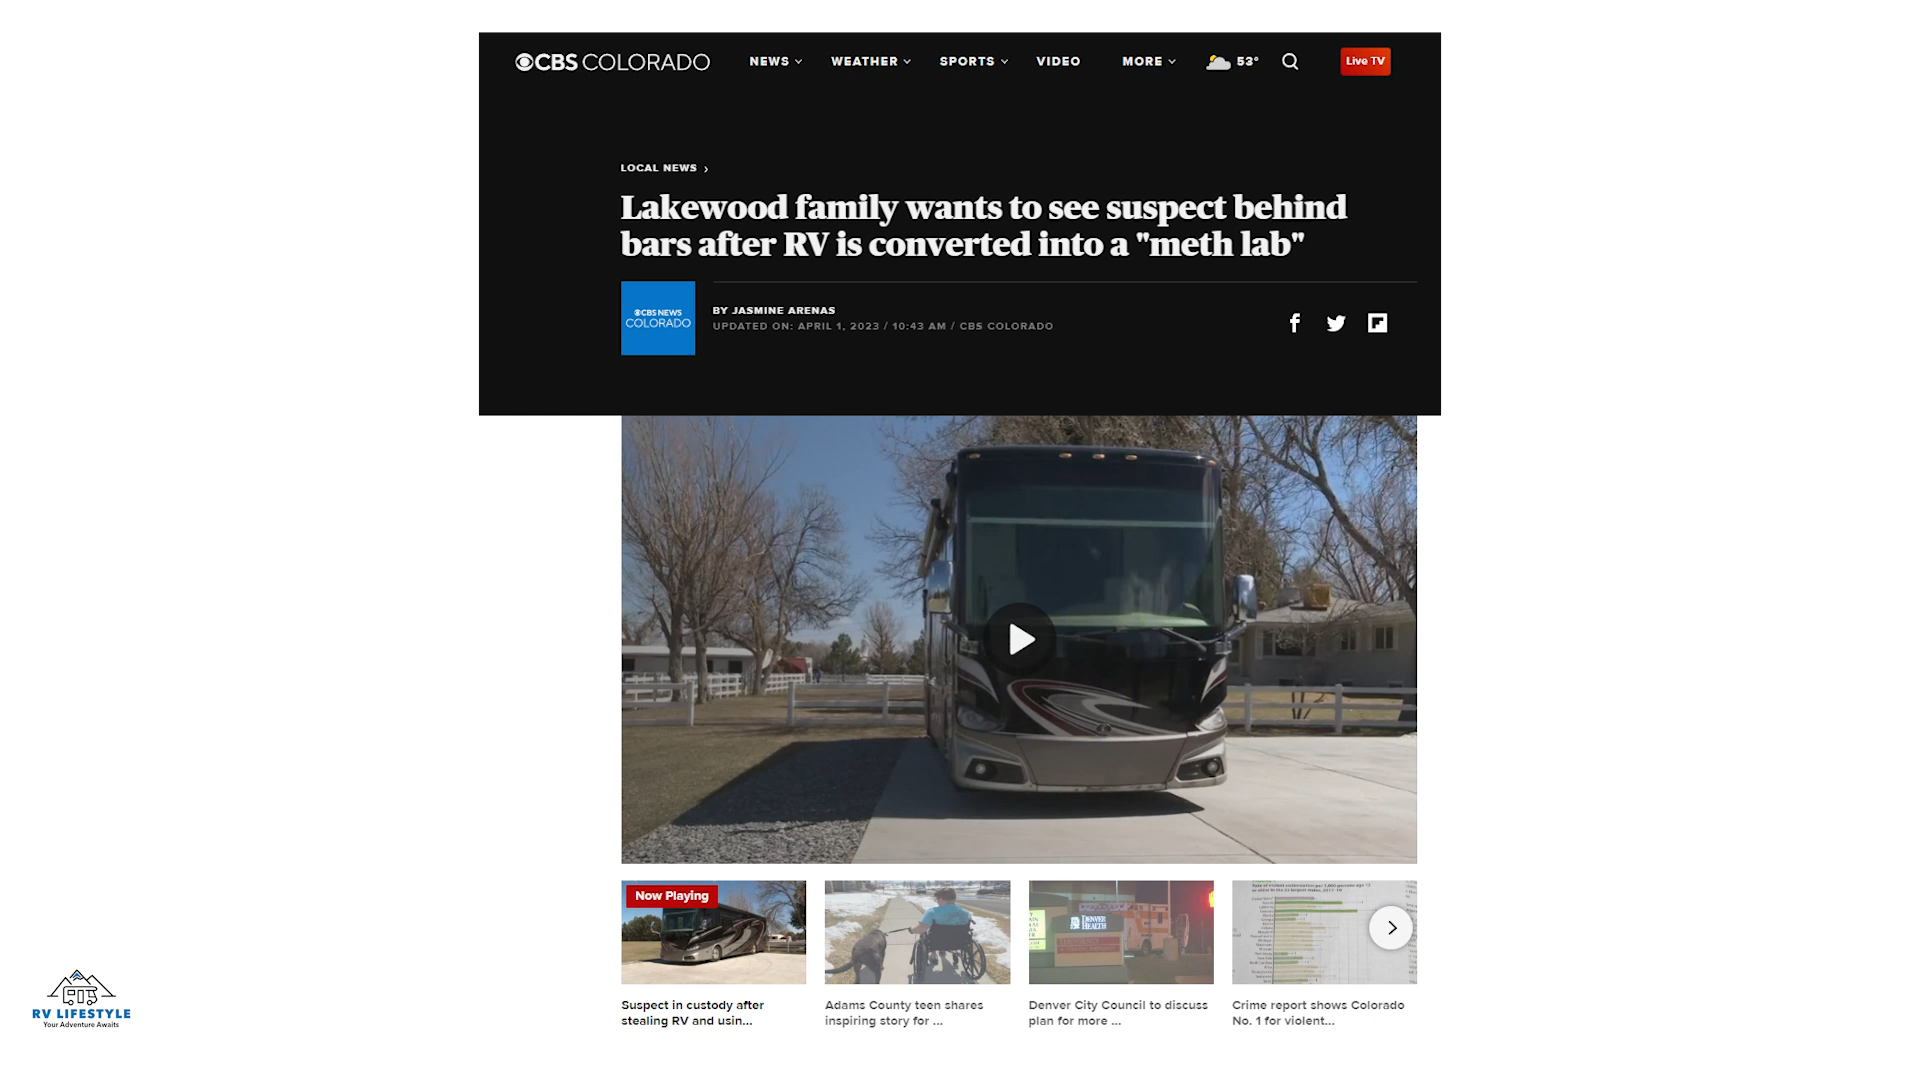 CBS COLORADO
NEWS
WEATHER
SPORTS
VIDEO
MORE
53°
Live TV
LOCAL NEWS ›
Lakewood family wants to see suspect behind
bars after RV is converted into a "meth lab"
CBS NEWS
COLORADO
BY JASMINE ARENAS
UPDATED ON: APRIL 1, 2023 / 10:43 AM / CBS COLORADO
Now Playing
DENVER
HEALTH
Suspect in custody after
stealing RV and usin...
Adams County teen shares
inspiring story for ...
Denver City Council to discuss
plan for more ...
Crime report shows Colorado
No. 1 for violent...
RV LIFESTYLE
Your Adventure Awaits